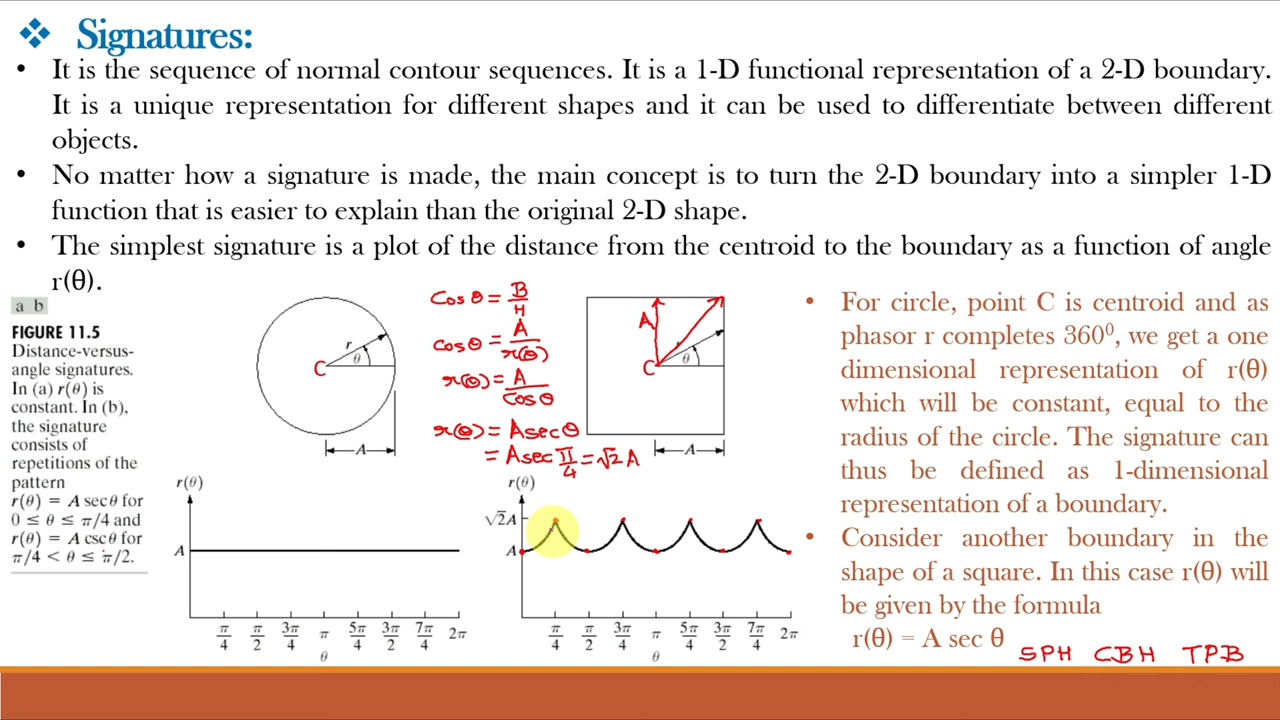 ❖ Signatures:
• It is the sequence of normal contour sequences. It is a 1-D functional representation of a 2-D boundary.
It is a unique representation for different shapes and it can be used to differentiate between different
objects.
• No matter how a signature is made, the main concept is to turn the 2-D boundary into a simpler 1-D
function that is easier to explain than the original 2-D shape.
• The simplest signature is a plot of the distance from the centroid to the boundary as a function of angle
r(θ).
a b
FIGURE 11.5
Distance-versus-
angle signatures.
In (a) r(θ) is
constant. In (b),
the signature
consists of
repetitions of the
pattern
r(θ) = A sec θ for
0 ≤ θ ≤ π/4 and
r(θ) = A csc θ for
π/4 < θ ≤ π/2.
C
r
θ
A
Cos θ = B/H
cos θ = A/r(θ)
r(θ) = A/Cos θ
r(θ) = A sec θ
= A sec π/4 = √2 A
A
C
r
θ
A
r(θ)
A
π/4 π/2 3π/4 π 5π/4 3π/2 7π/4 2π
θ
r(θ)
√2A
A
π/4 π/2 3π/4 π 5π/4 3π/2 7π/4 2π
θ
• For circle, point C is centroid and as
phasor r completes 360⁰, we get a one
dimensional representation of r(θ)
which will be constant, equal to the
radius of the circle. The signature can
thus be defined as 1-dimensional
representation of a boundary.
• Consider another boundary in the
shape of a square. In this case r(θ) will
be given by the formula
r(θ) = A sec θ
SPH CBH TPB